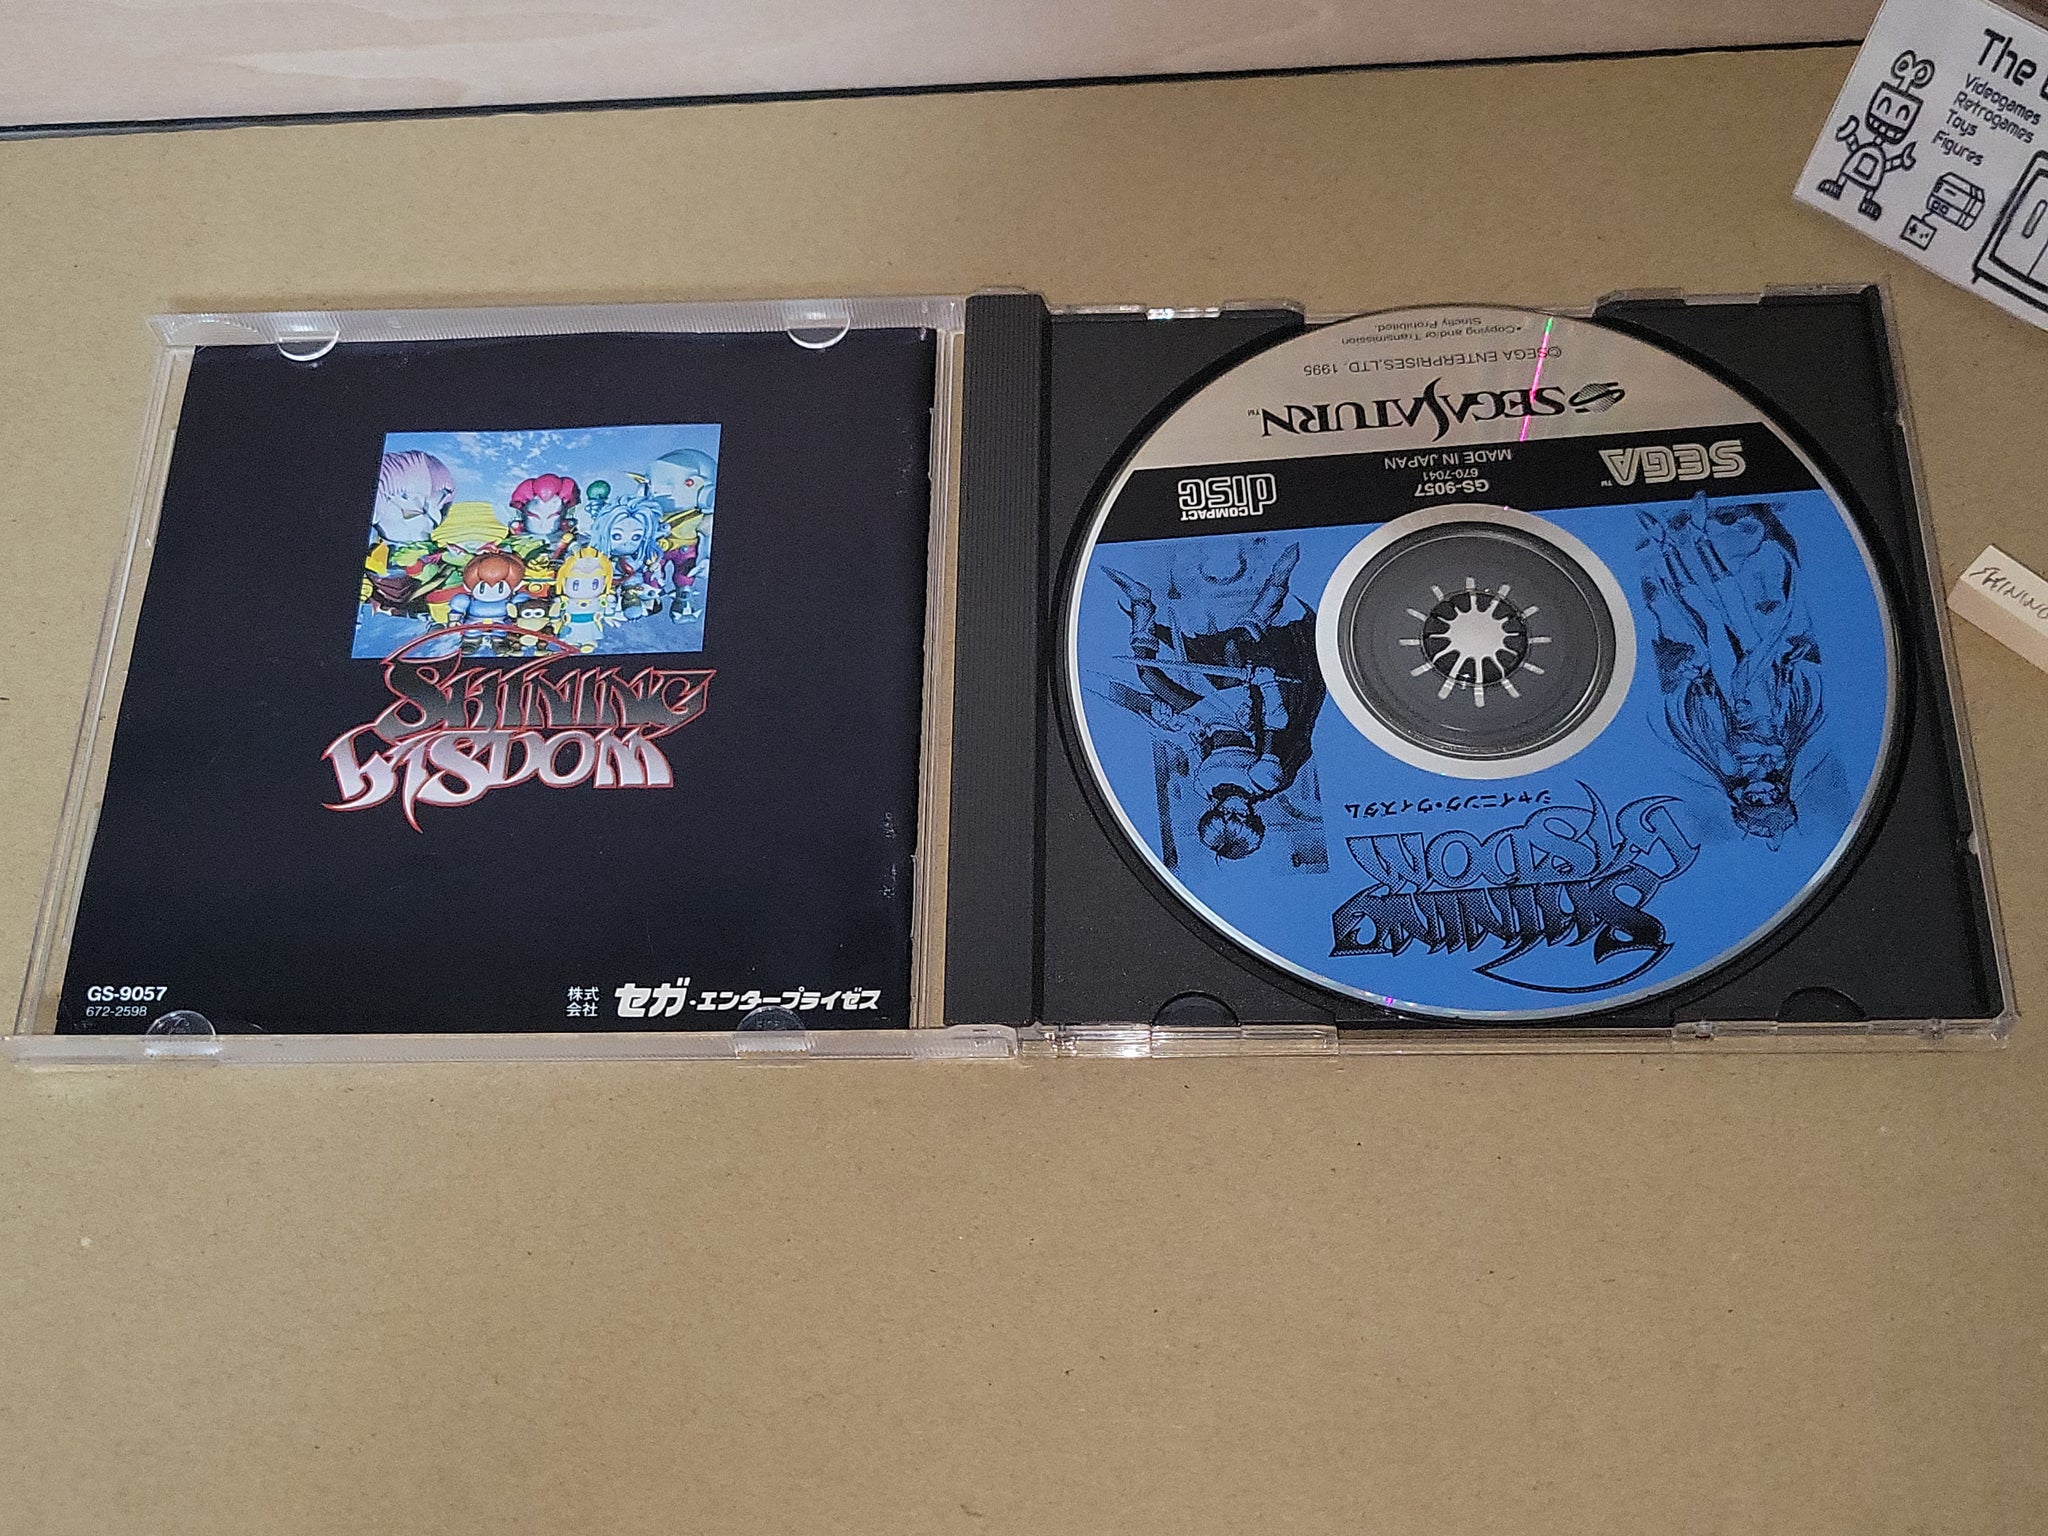 The
Videogames
Retrogames
Toys
Figures
SHINING
WISDOM
GS-9057
672-2598
株式
会社
セガ・エンタープライゼス
SHINING
WISDOM
シャイニング・ウィズダム
SEGA™
GS-9057
670-7041
MADE IN JAPAN
COMPACT
disc
SEGA SATURN™
©SEGA ENTERPRISES,LTD. 1995
•Copying and/or Transmission
Strictly Prohibited.
SHINING